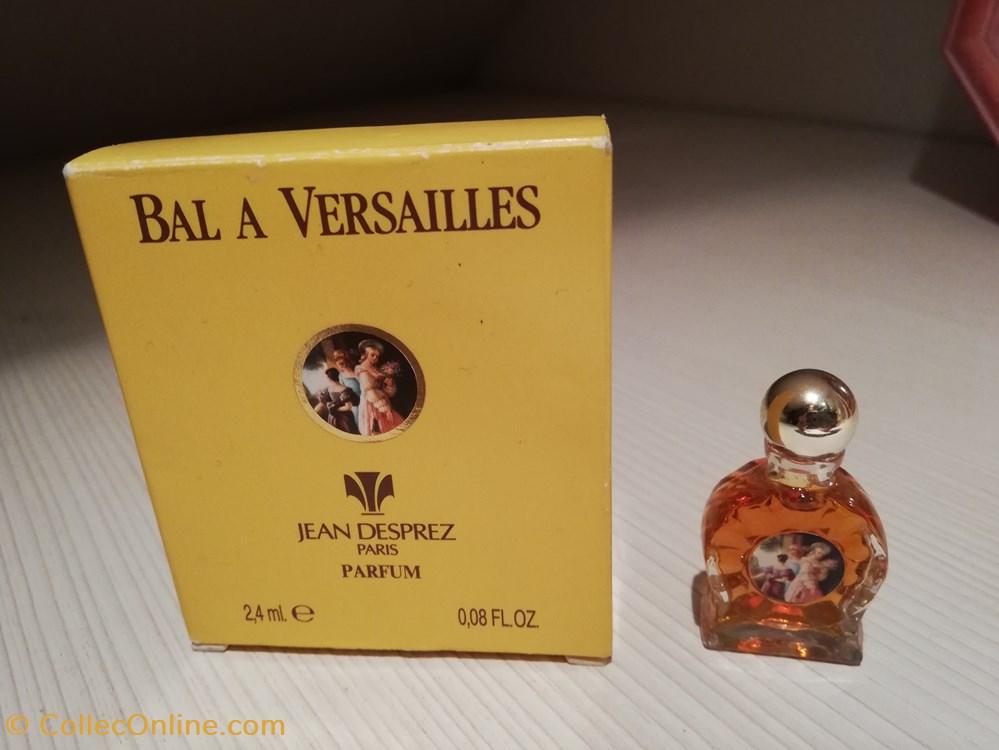 BAL A VERSAILLES
JEAN DESPREZ
PARIS
PARFUM
2,4 ml. ℮ 0,08 FL.OZ.
© CollecOnline.com